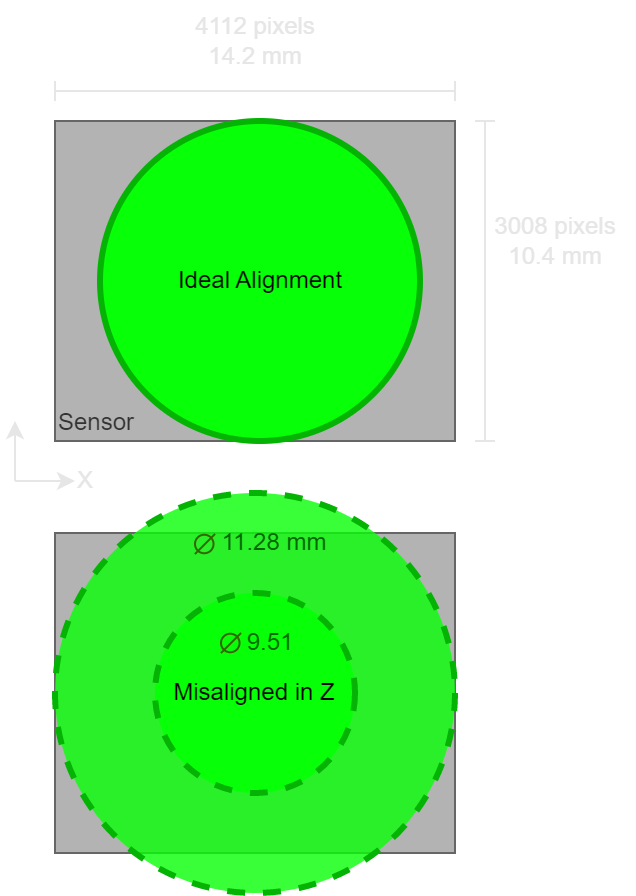 4112 pixels
14.2 mm
3008 pixels
10.4 mm
Ideal Alignment
Sensor
X
∅ 11.28 mm
∅ 9.51
Misaligned in Z